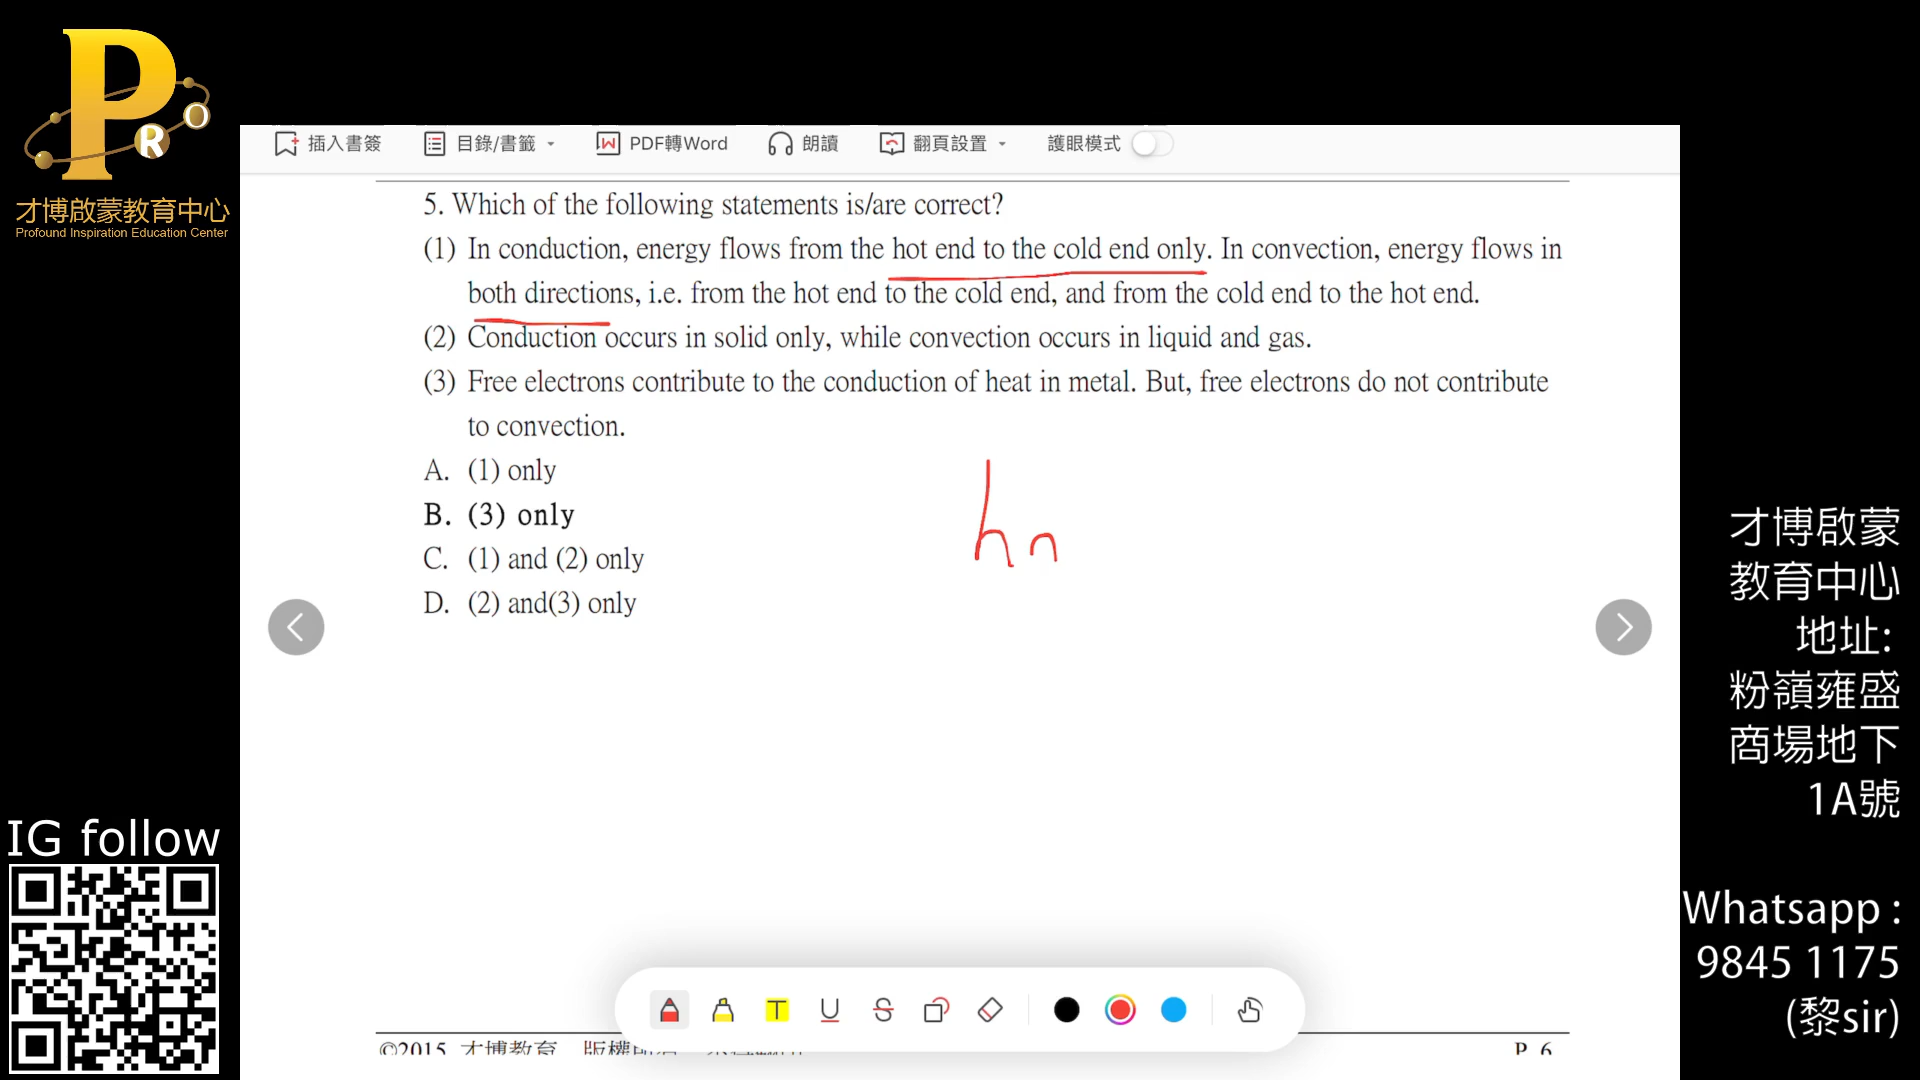 PRO
才博啟蒙教育中心
Profound Inspiration Education Center
插入書簽
目錄/書籤
PDF轉Word
朗讀
翻頁設置
護眼模式
5. Which of the following statements is/are correct?
(1) In conduction, energy flows from the hot end to the cold end only. In convection, energy flows in
both directions, i.e. from the hot end to the cold end, and from the cold end to the hot end.
(2) Conduction occurs in solid only, while convection occurs in liquid and gas.
(3) Free electrons contribute to the conduction of heat in metal. But, free electrons do not contribute
to convection.
A. (1) only
B. (3) only
C. (1) and (2) only
D. (2) and(3) only
hn
©2015 才博教育
P. 6
IG follow
才博啟蒙
教育中心
地址:
粉嶺雍盛
商場地下
1A號
Whatsapp :
9845 1175
(黎sir)